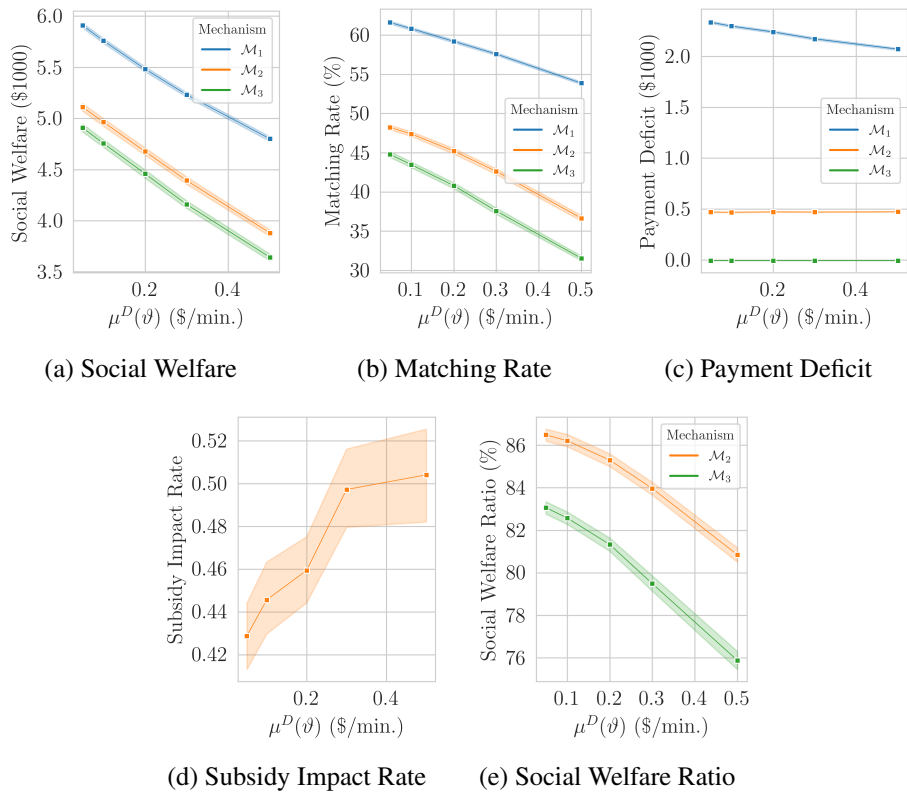 Social Welfare ($1000)
6.0
5.5
5.0
4.5
4.0
3.5
0.2
0.4
μ^D(ϑ) ($/min.)
Mechanism
ℳ₁
ℳ₂
ℳ₃
(a) Social Welfare
Matching Rate (%)
60
55
50
45
40
35
30
0.1
0.2
0.3
0.4
0.5
μ^D(ϑ) ($/min.)
Mechanism
ℳ₁
ℳ₂
ℳ₃
(b) Matching Rate
Payment Deficit ($1000)
2.0
1.5
1.0
0.5
0.0
0.2
0.4
μ^D(ϑ) ($/min.)
Mechanism
ℳ₁
ℳ₂
ℳ₃
(c) Payment Deficit
Subsidy Impact Rate
0.52
0.50
0.48
0.46
0.44
0.42
0.2
0.4
μ^D(ϑ) ($/min.)
(d) Subsidy Impact Rate
Social Welfare Ratio (%)
86
84
82
80
78
76
0.1
0.2
0.3
0.4
0.5
μ^D(ϑ) ($/min.)
Mechanism
ℳ₂
ℳ₃
(e) Social Welfare Ratio